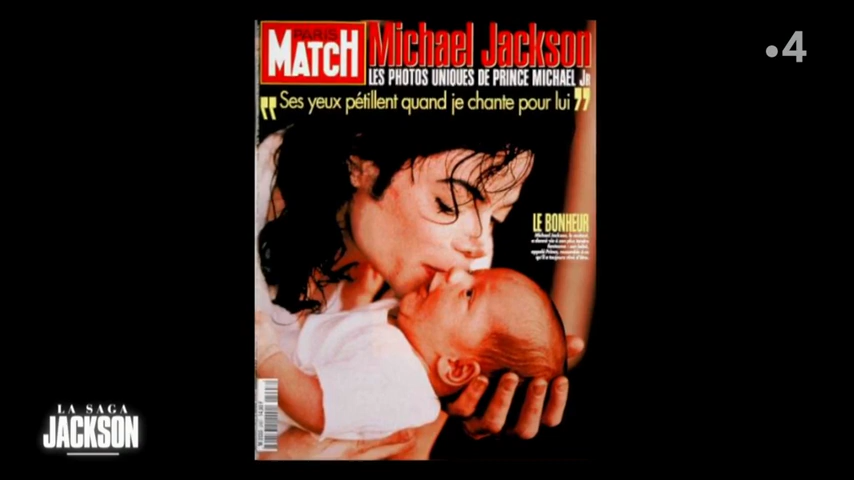 PARIS
MATCH
Michael Jackson
LES PHOTOS UNIQUES DE PRINCE MICHAEL Jr
" Ses yeux pétillent quand je chante pour lui "
LE BONHEUR
4
LA SAGA
JACKSON